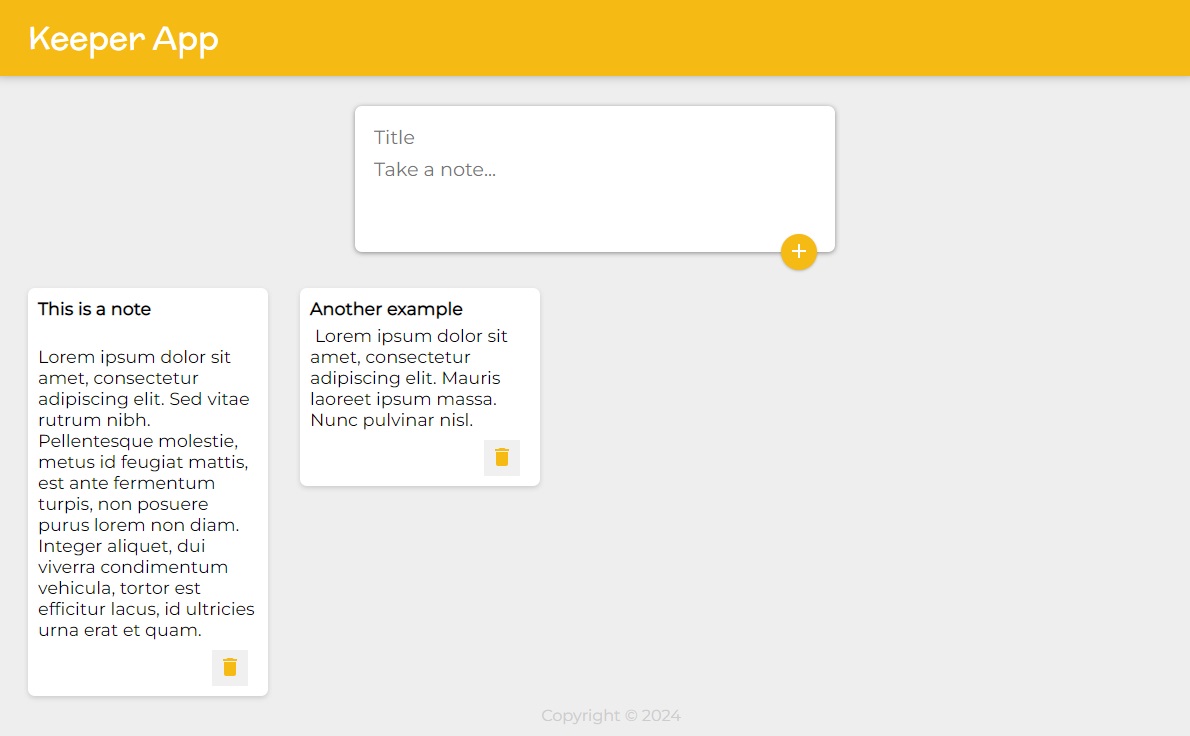 Keeper App
Title
Take a note...
+
This is a note
Lorem ipsum dolor sit
amet, consectetur
adipiscing elit. Sed vitae
rutrum nibh.
Pellentesque molestie,
metus id feugiat mattis,
est ante fermentum
turpis, non posuere
purus lorem non diam.
Integer aliquet, dui
viverra condimentum
vehicula, tortor est
efficitur lacus, id ultricies
urna erat et quam.
Another example
Lorem ipsum dolor sit
amet, consectetur
adipiscing elit. Mauris
laoreet ipsum massa.
Nunc pulvinar nisl.
Copyright © 2024